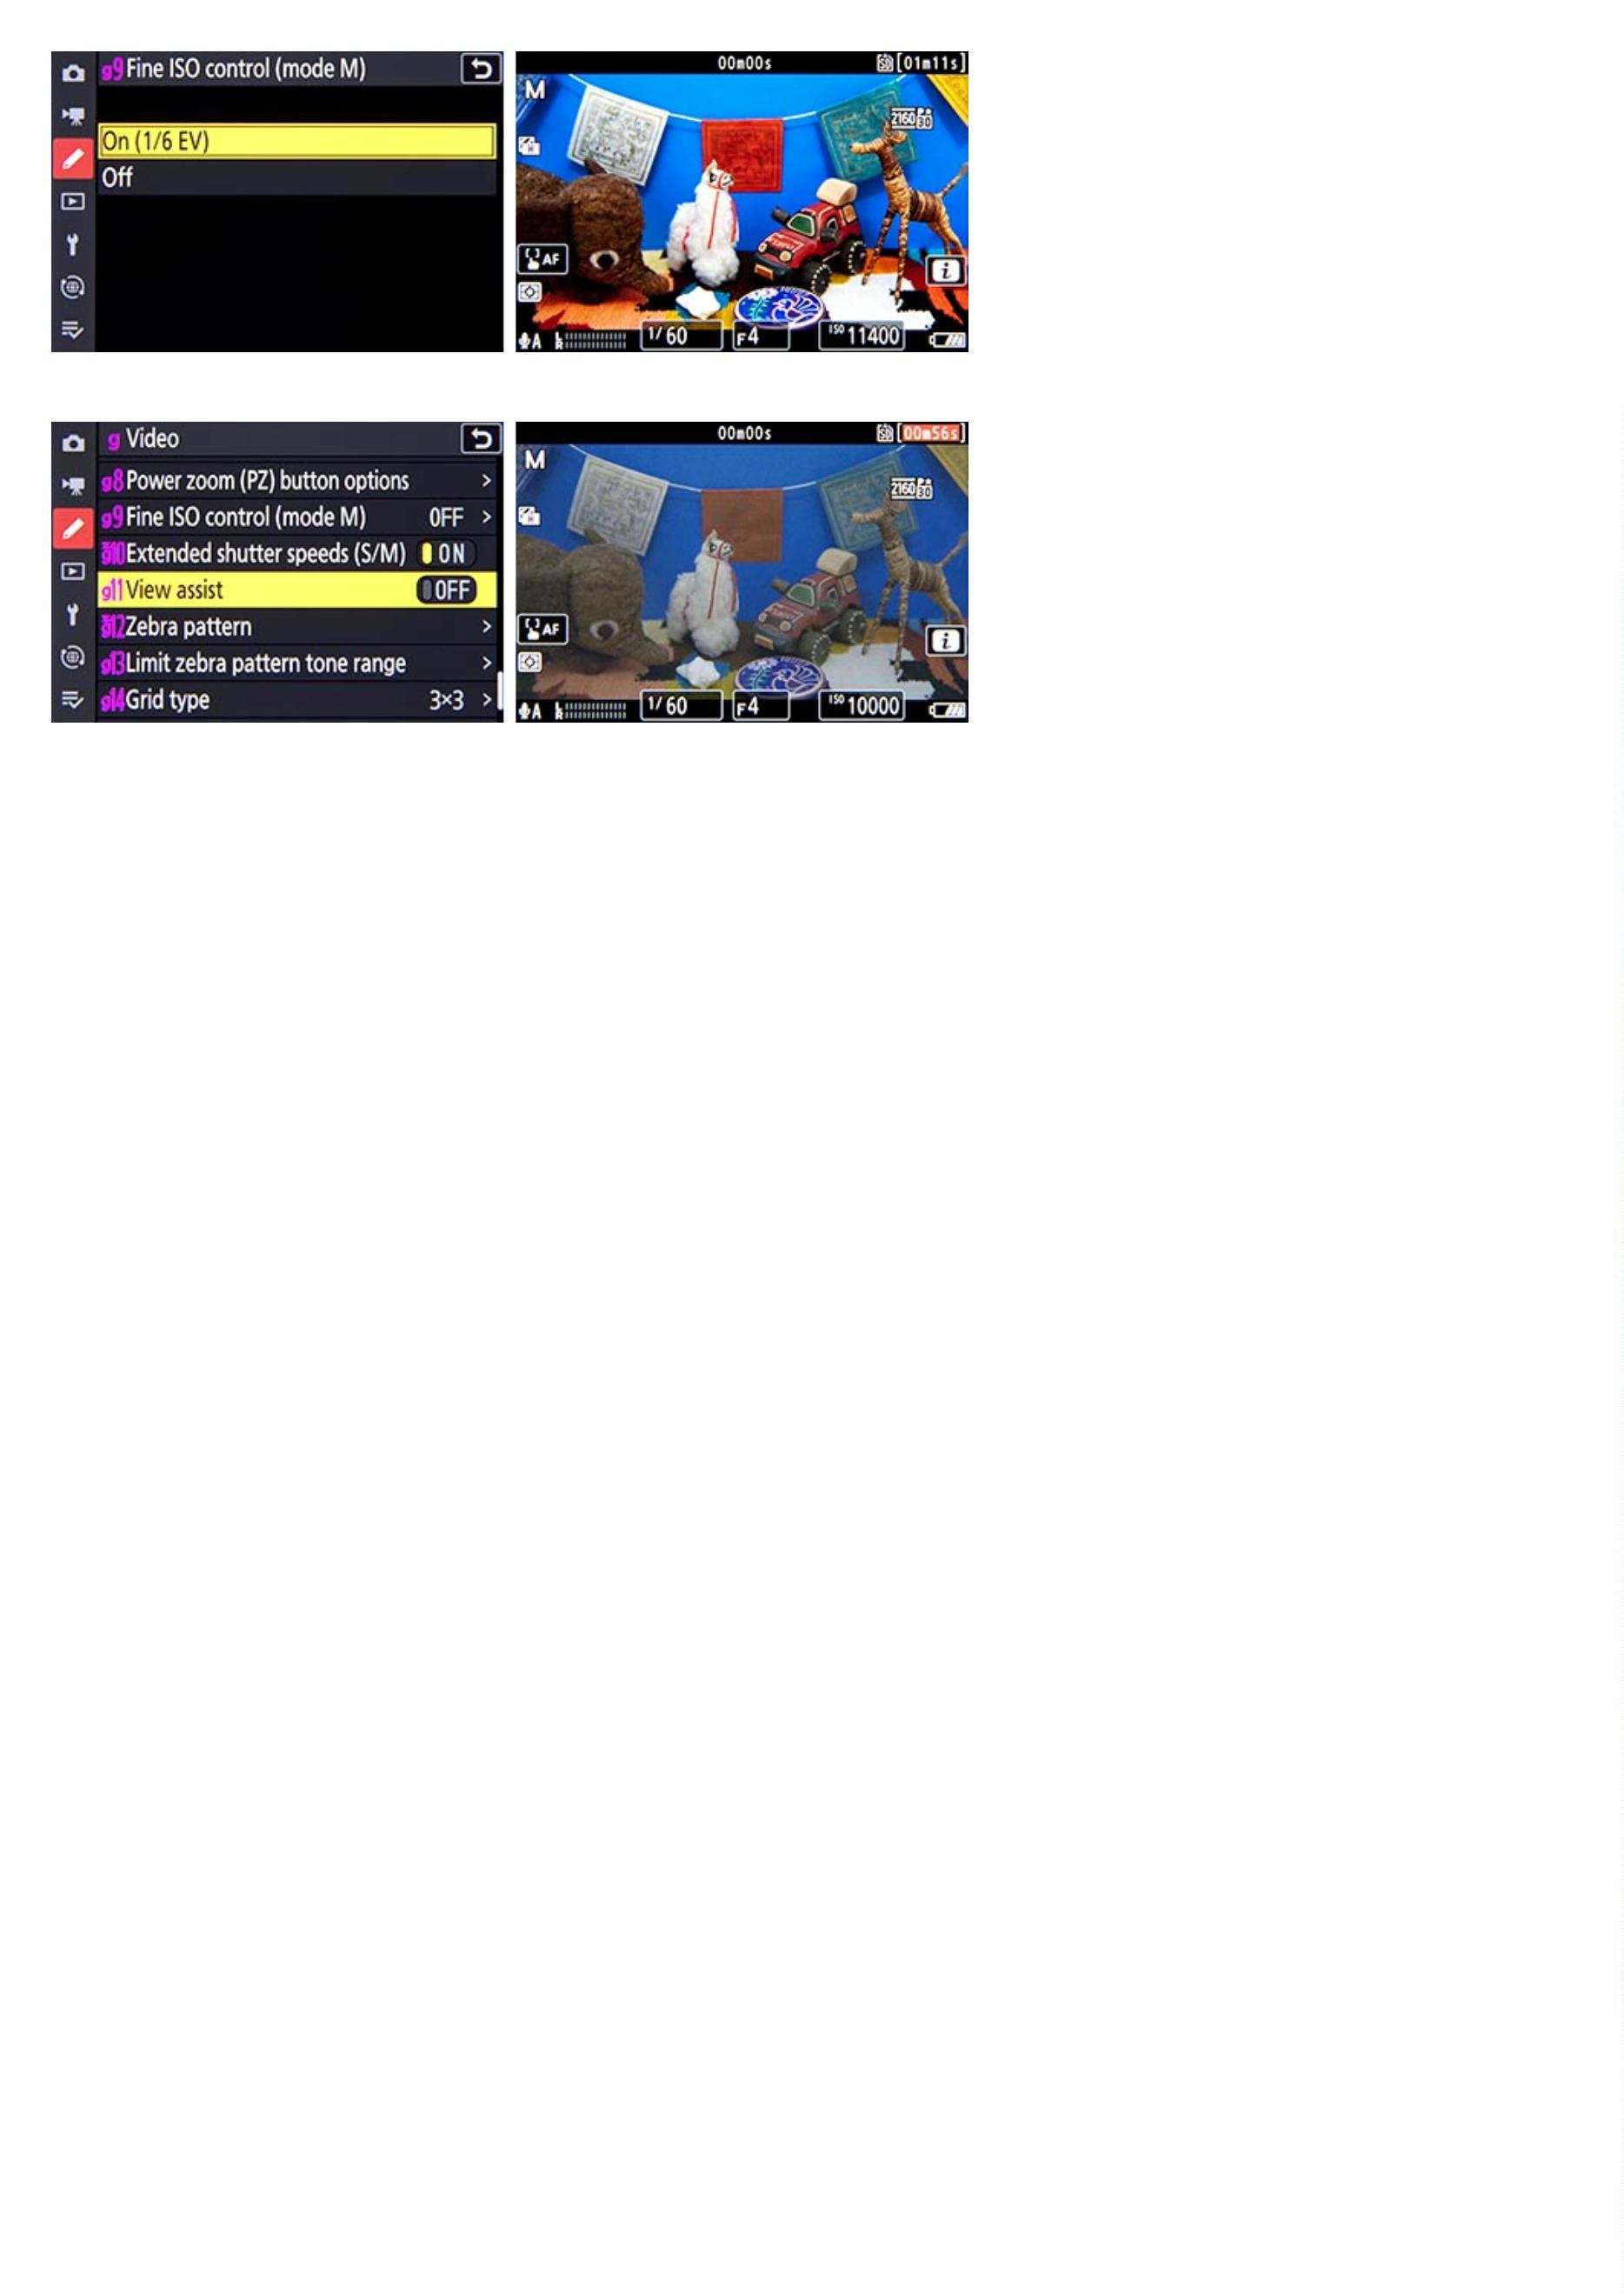 g9 Fine ISO control (mode M)
On (1/6 EV)
Off
00m00s
[01m11s]
M
2160 30
AF
i
A L R 1/60 F4 ISO 11400
g Video
g8 Power zoom (PZ) button options >
g9 Fine ISO control (mode M) OFF >
g10 Extended shutter speeds (S/M) ON
g11 View assist OFF
g12 Zebra pattern >
g13 Limit zebra pattern tone range >
g14 Grid type 3×3 >
00m00s
[00m56s]
M
2160 30
AF
i
A L R 1/60 F4 ISO 10000